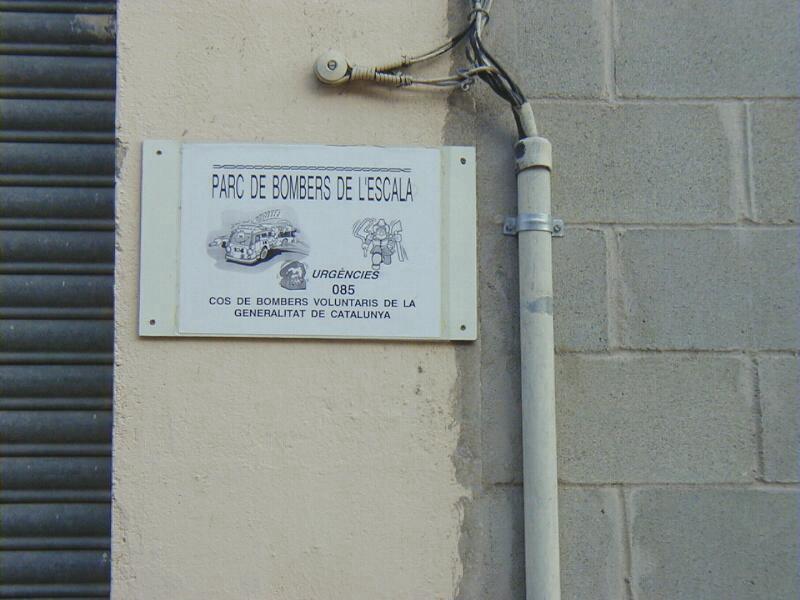 PARC DE BOMBERS DE L'ESCALA
URGÈNCIES
085
COS DE BOMBERS VOLUNTARIS DE LA
GENERALITAT DE CATALUNYA